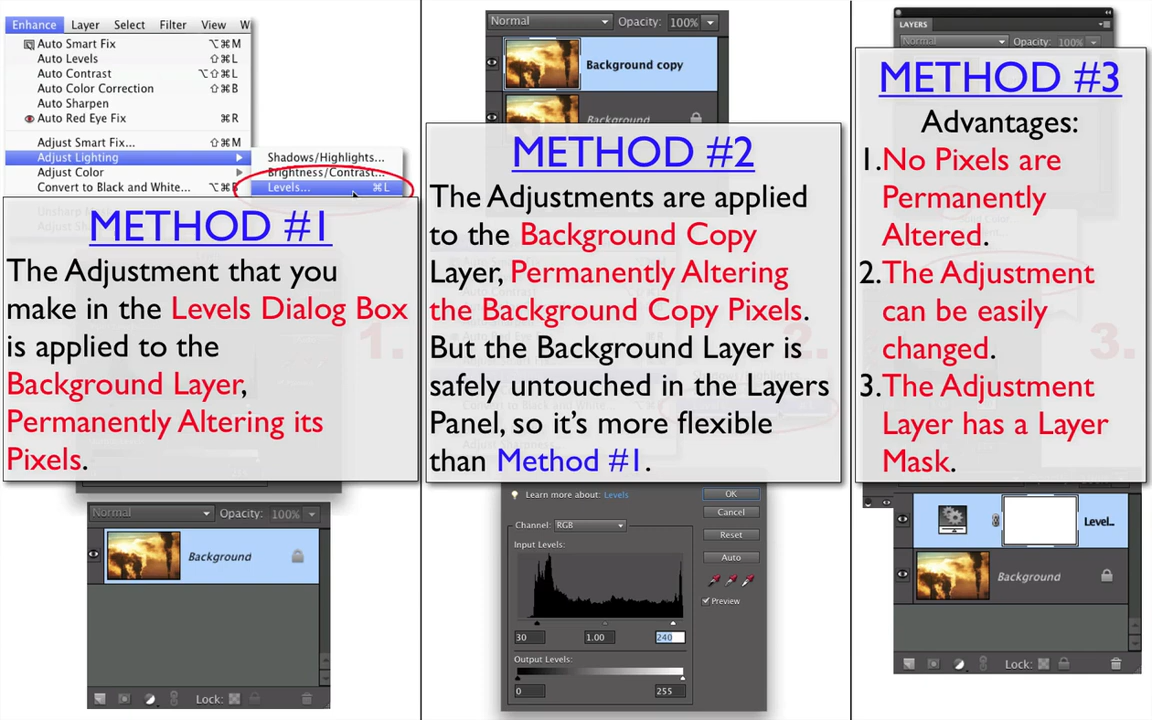 Enhance Layer Select Filter View W
Auto Smart Fix ⌥⌘M
Auto Levels ⇧⌘L
Auto Contrast ⌥⇧⌘L
Auto Color Correction ⇧⌘B
Auto Sharpen
Auto Red Eye Fix ⌘R
Adjust Smart Fix... ⇧⌘M
Adjust Lighting
Adjust Color
Convert to Black and White... ⌥⌘B
Shadows/Highlights...
Brightness/Contrast...
Levels... ⌘L
METHOD #1
The Adjustment that you
make in the Levels Dialog Box
is applied to the
Background Layer,
Permanently Altering its
Pixels.
1.
Normal Opacity: 100%
Background
Lock:
Normal Opacity: 100%
Background copy
Background
METHOD #2
The Adjustments are applied
to the Background Copy
Layer, Permanently Altering
the Background Copy Pixels.
But the Background Layer is
safely untouched in the Layers
Panel, so it's more flexible
than Method #1.
2.
Learn more about: Levels
OK
Cancel
Reset
Auto
Preview
Channel: RGB
Input Levels:
30 1.00 240
Output Levels:
0 255
LAYERS
Normal Opacity: 100%
METHOD #3
Advantages:
1.No Pixels are
Permanently
Altered.
2.The Adjustment
can be easily
changed.
3.The Adjustment
Layer has a Layer
Mask.
3.
Level...
Background
Lock: